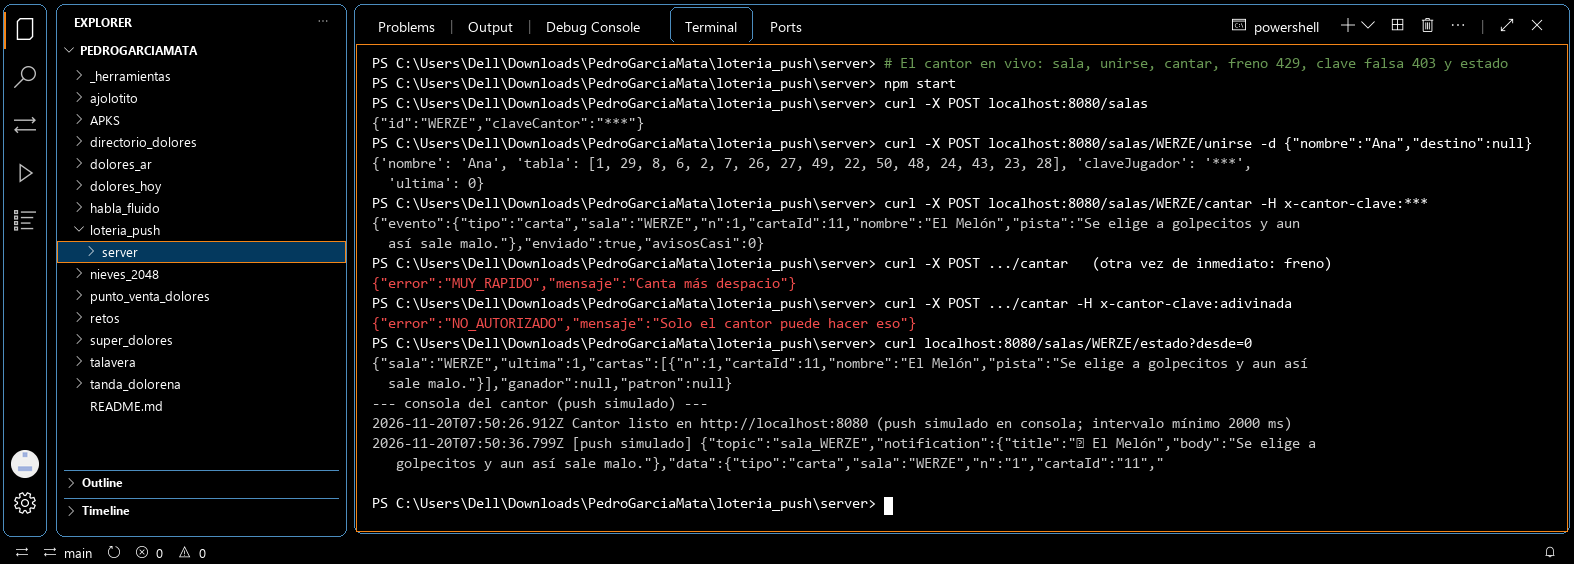 EXPLORER
···
PEDROGARCIAMATA
_herramientas
ajolotito
APKS
directorio_dolores
dolores_ar
dolores_hoy
habla_fluido
loteria_push
server
nieves_2048
punto_venta_dolores
retos
super_dolores
talavera
tanda_dolorena
README.md
Outline
Timeline
Problems | Output | Debug Console Terminal Ports
powershell
PS C:\Users\Dell\Downloads\PedroGarciaMata\loteria_push\server> # El cantor en vivo: sala, unirse, cantar, freno 429, clave falsa 403 y estado
PS C:\Users\Dell\Downloads\PedroGarciaMata\loteria_push\server> npm start
PS C:\Users\Dell\Downloads\PedroGarciaMata\loteria_push\server> curl -X POST localhost:8080/salas
{"id":"WERZE","claveCantor":"***"}
PS C:\Users\Dell\Downloads\PedroGarciaMata\loteria_push\server> curl -X POST localhost:8080/salas/WERZE/unirse -d {"nombre":"Ana","destino":null}
{'nombre': 'Ana', 'tabla': [1, 29, 8, 6, 2, 7, 26, 27, 49, 22, 50, 48, 24, 43, 23, 28], 'claveJugador': '***',
'ultima': 0}
PS C:\Users\Dell\Downloads\PedroGarciaMata\loteria_push\server> curl -X POST localhost:8080/salas/WERZE/cantar -H x-cantor-clave:***
{"evento":{"tipo":"carta","sala":"WERZE","n":1,"cartaId":11,"nombre":"El Melón","pista":"Se elige a golpecitos y aun
así sale malo."},"enviado":true,"avisosCasi":0}
PS C:\Users\Dell\Downloads\PedroGarciaMata\loteria_push\server> curl -X POST .../cantar (otra vez de inmediato: freno)
{"error":"MUY_RAPIDO","mensaje":"Canta más despacio"}
PS C:\Users\Dell\Downloads\PedroGarciaMata\loteria_push\server> curl -X POST .../cantar -H x-cantor-clave:adivinada
{"error":"NO_AUTORIZADO","mensaje":"Solo el cantor puede hacer eso"}
PS C:\Users\Dell\Downloads\PedroGarciaMata\loteria_push\server> curl localhost:8080/salas/WERZE/estado?desde=0
{"sala":"WERZE","ultima":1,"cartas":[{"n":1,"cartaId":11,"nombre":"El Melón","pista":"Se elige a golpecitos y aun así
sale malo."}],"ganador":null,"patron":null}
--- consola del cantor (push simulado) ---
2026-11-20T07:50:26.912Z Cantor listo en http://localhost:8080 (push simulado en consola; intervalo mínimo 2000 ms)
2026-11-20T07:50:36.799Z [push simulado] {"topic":"sala_WERZE","notification":{"title":" El Melón","body":"Se elige a
golpecitos y aun así sale malo."},"data":{"tipo":"carta","sala":"WERZE","n":"1","cartaId":"11","
PS C:\Users\Dell\Downloads\PedroGarciaMata\loteria_push\server>
main 0 0